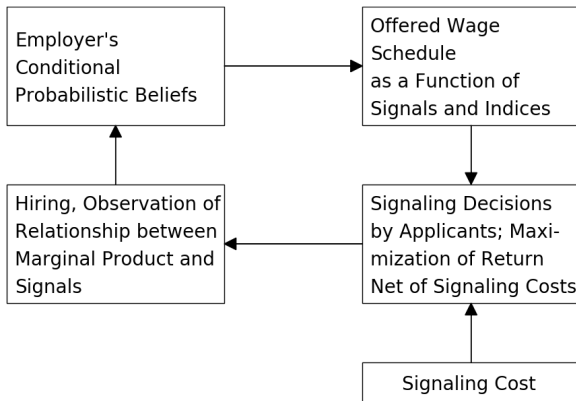 Employer's
Conditional
Probabilistic Beliefs
Offered Wage
Schedule
as a Function of
Signals and Indices
Hiring, Observation of
Relationship between
Marginal Product and
Signals
Signaling Decisions
by Applicants; Maxi-
mization of Return
Net of Signaling Costs
Signaling Cost